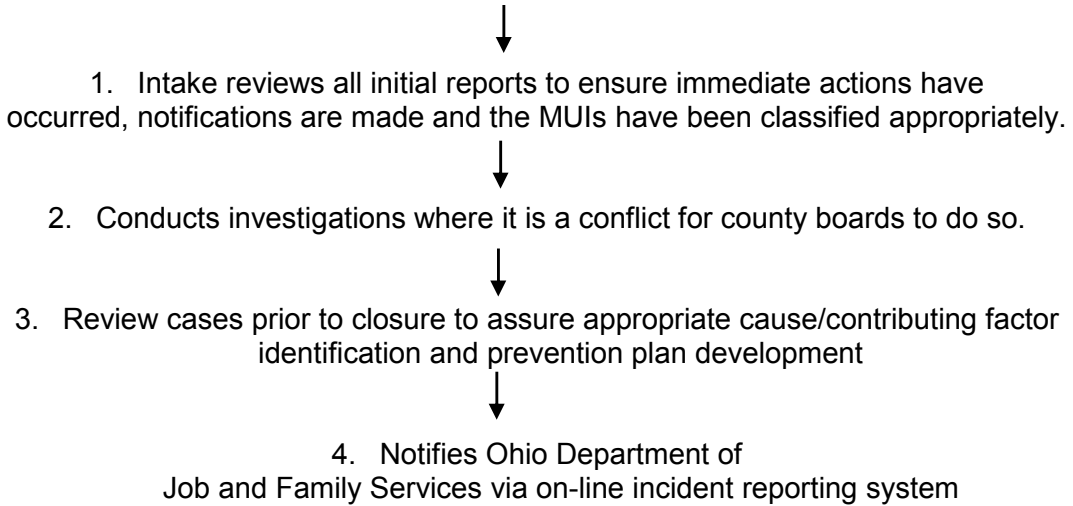 1. Intake reviews all initial reports to ensure immediate actions have
occurred, notifications are made and the MUIs have been classified appropriately.
2. Conducts investigations where it is a conflict for county boards to do so.
3. Review cases prior to closure to assure appropriate cause/contributing factor
identification and prevention plan development
4. Notifies Ohio Department of
Job and Family Services via on-line incident reporting system